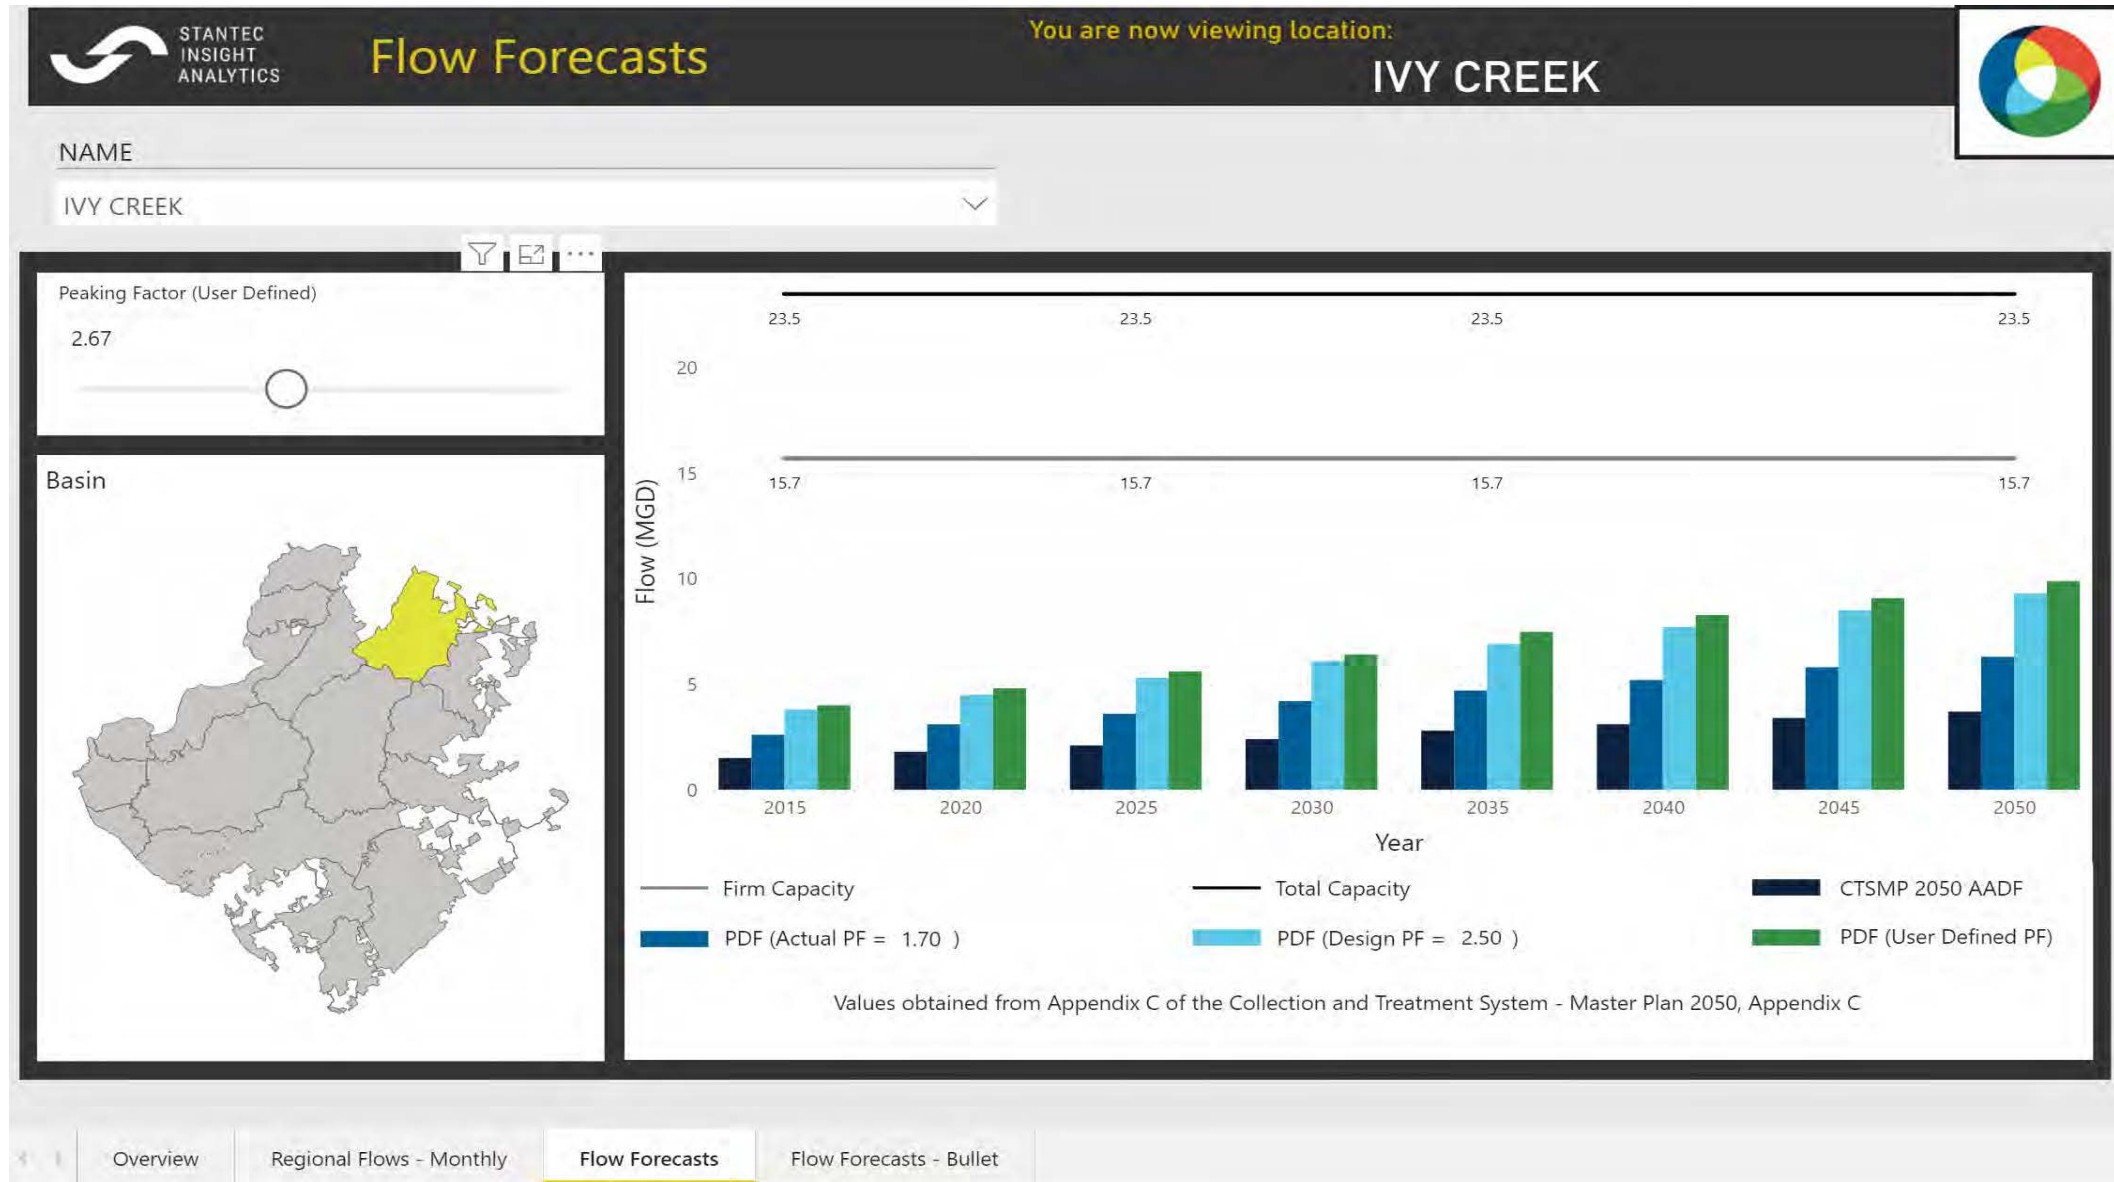 STANTEC
INSIGHT
ANALYTICS
Flow Forecasts
You are now viewing location:
IVY CREEK
NAME
IVY CREEK
Peaking Factor (User Defined)
2.67
Basin
23.5 23.5 23.5 23.5
20
15
15.7 15.7 15.7 15.7
Flow (MGD)
10
5
0
2015 2020 2025 2030 2035 2040 2045 2050
Year
Firm Capacity Total Capacity CTSMP 2050 AADF
PDF (Actual PF = 1.70 ) PDF (Design PF = 2.50 ) PDF (User Defined PF)
Values obtained from Appendix C of the Collection and Treatment System - Master Plan 2050, Appendix C
Overview Regional Flows - Monthly Flow Forecasts Flow Forecasts - Bullet